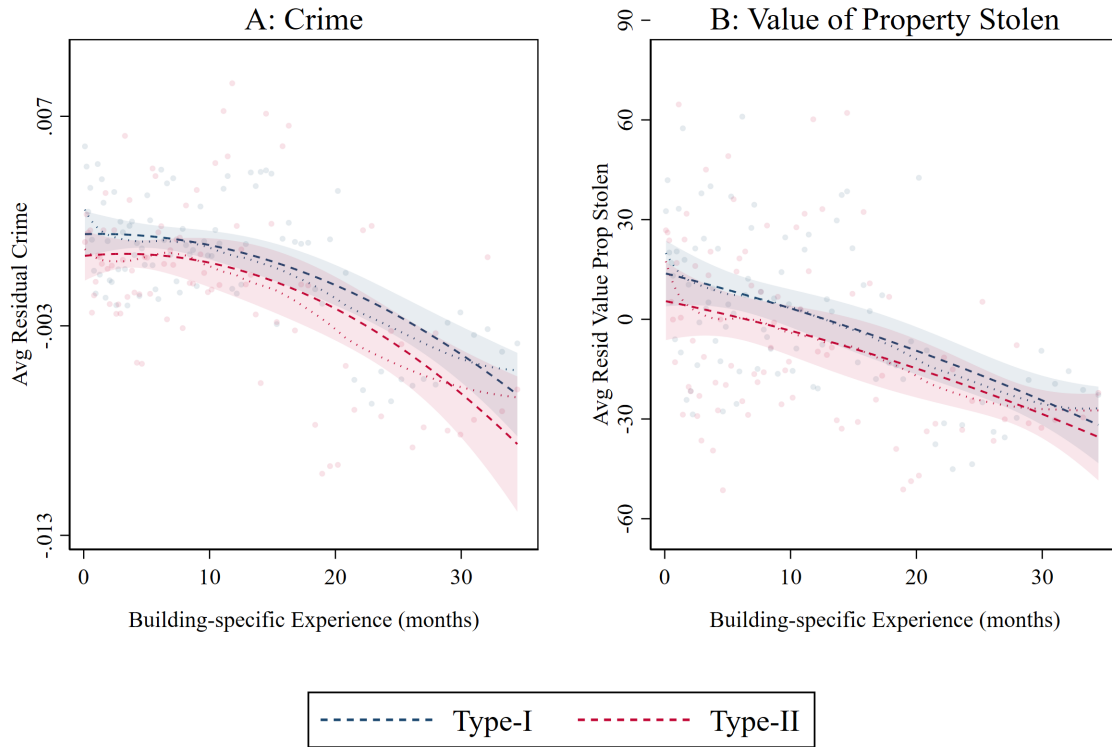 A: Crime
B: Value of Property Stolen
Avg Residual Crime
.007
-.003
-.013
0
10
20
30
Building-specific Experience (months)
Avg Resid Value Prop Stolen
90
60
30
0
-30
-60
0
10
20
30
Building-specific Experience (months)
Type-I
Type-II